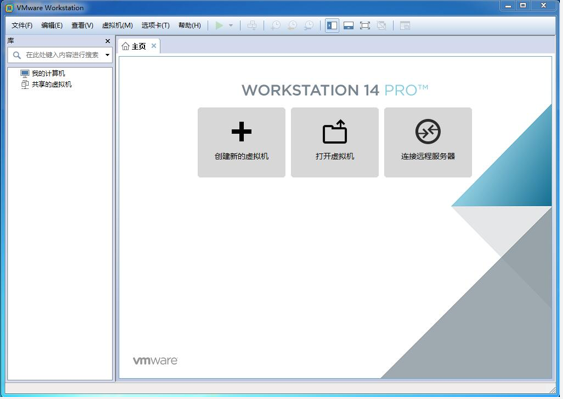 VMware Workstation
文件(F) 编辑(E) 查看(V) 虚拟机(M) 选项卡(T) 帮助(H)
库
在此处键入内容进行搜索
我的计算机
共享的虚拟机
主页
WORKSTATION 14 PRO™
创建新的虚拟机 打开虚拟机 连接远程服务器
vmware